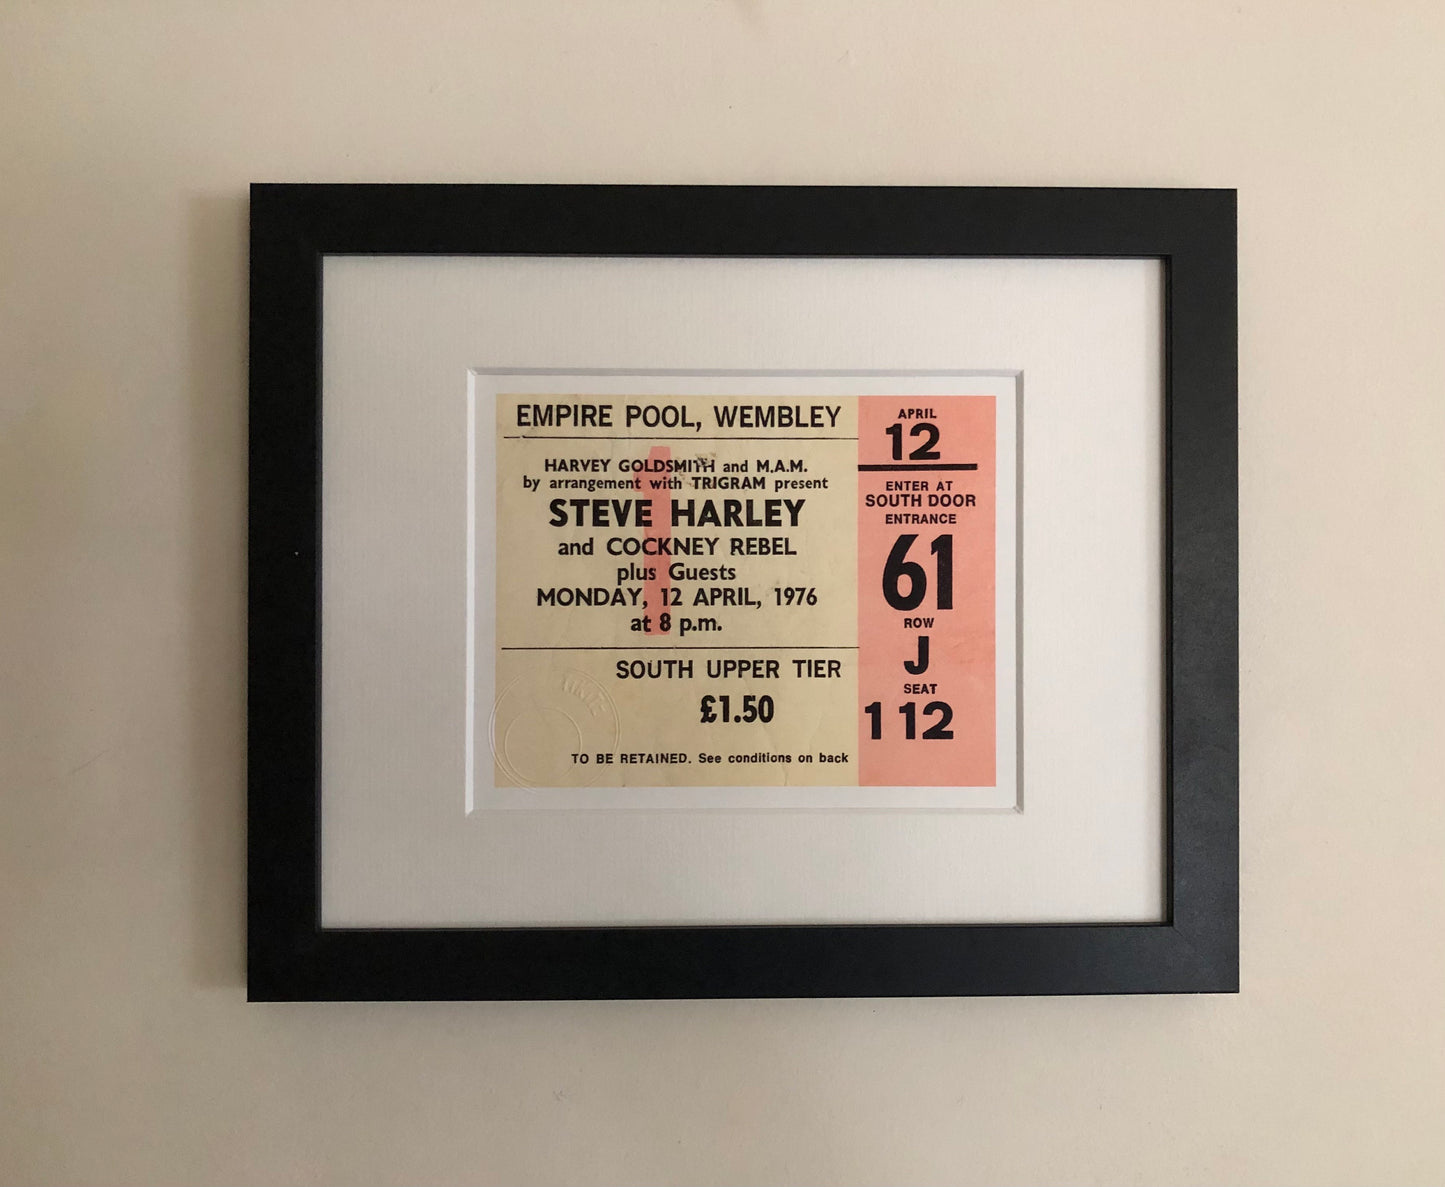 EMPIRE POOL, WEMBLEY
HARVEY GOLDSMITH and M.A.M.
by arrangement with TRIGRAM present
STEVE HARLEY
and COCKNEY REBEL
plus Guests
MONDAY, 12 APRIL, 1976
at 8 p.m.
1
SOUTH UPPER TIER
£1.50
TO BE RETAINED. See conditions on back
APRIL
12
ENTER AT
SOUTH DOOR
ENTRANCE
61
ROW
J
SEAT
112